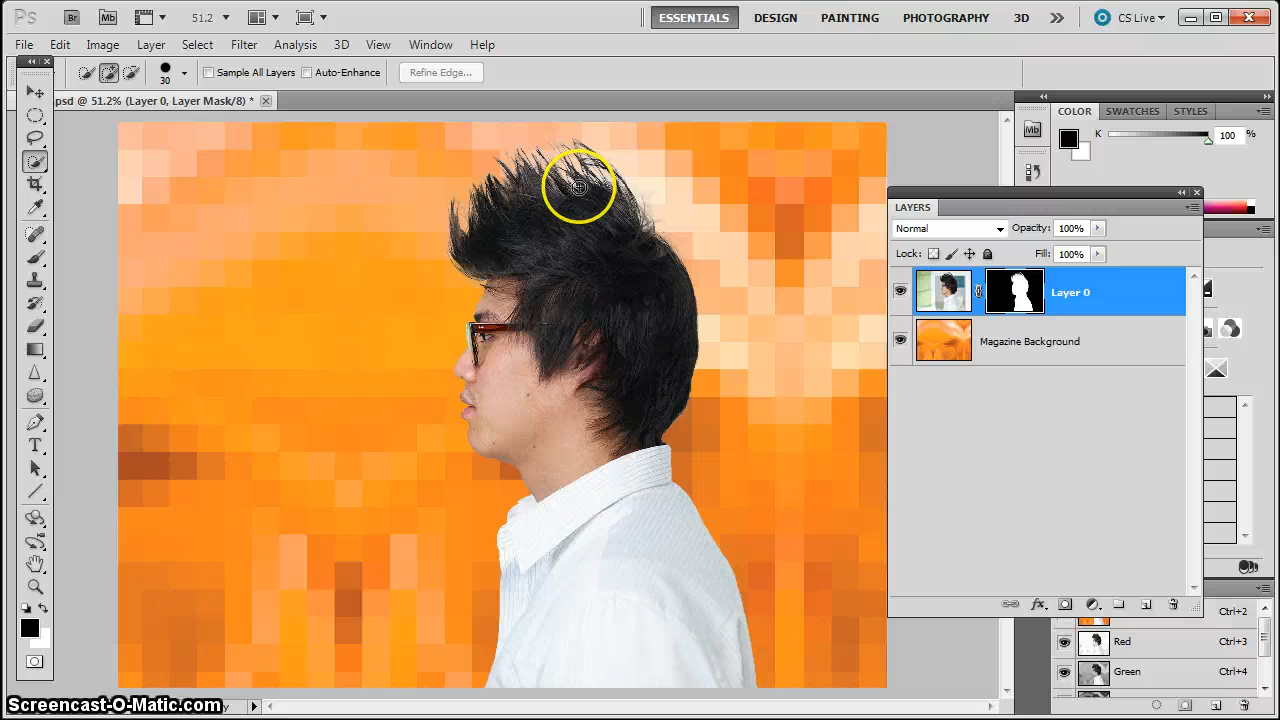 Ps Br Mb 51.2 ESSENTIALS DESIGN PAINTING PHOTOGRAPHY 3D CS Live
File Edit Image Layer Select Filter Analysis 3D View Window Help
30 Sample All Layers Auto-Enhance Refine Edge...
psd @ 51.2% (Layer 0, Layer Mask/8) *
COLOR SWATCHES STYLES
Mb
K 100 %
LAYERS
Normal Opacity: 100%
Lock: Fill: 100%
Layer 0
Magazine Background
Ctrl+2
Red Ctrl+3
Green Ctrl+4
Screencast-O-Matic.com